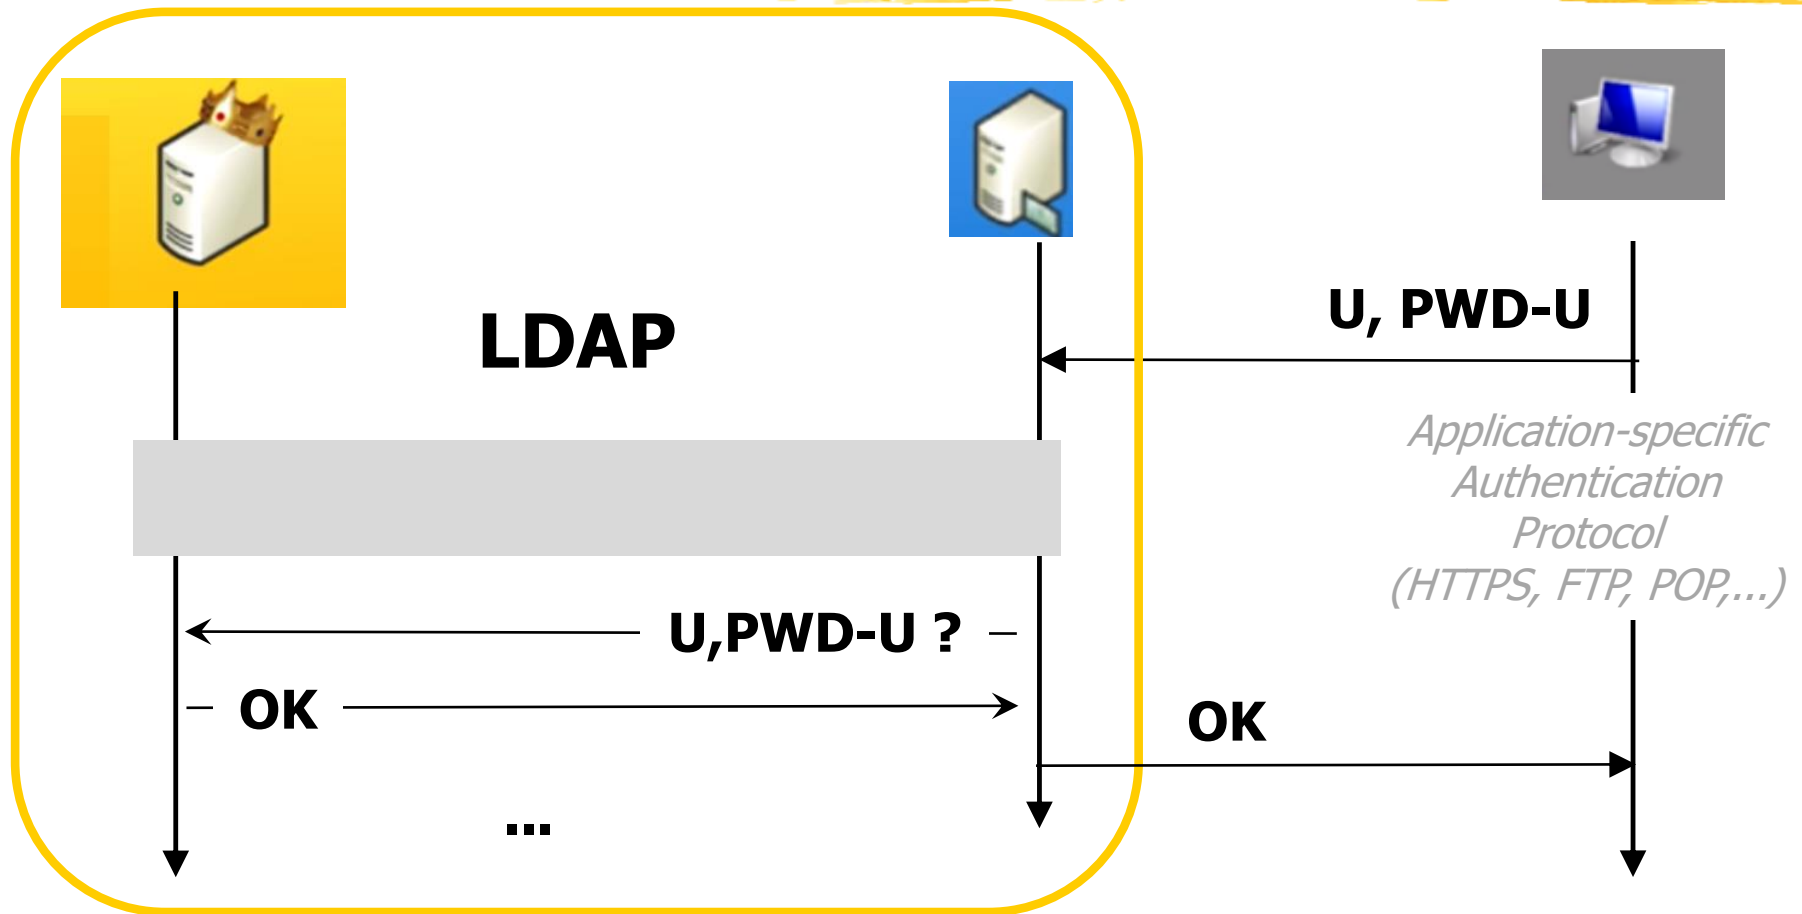 LDAP
U, PWD-U
Application-specific
Authentication
Protocol
(HTTPS, FTP, POP,...)
U,PWD-U ?
OK
OK
...